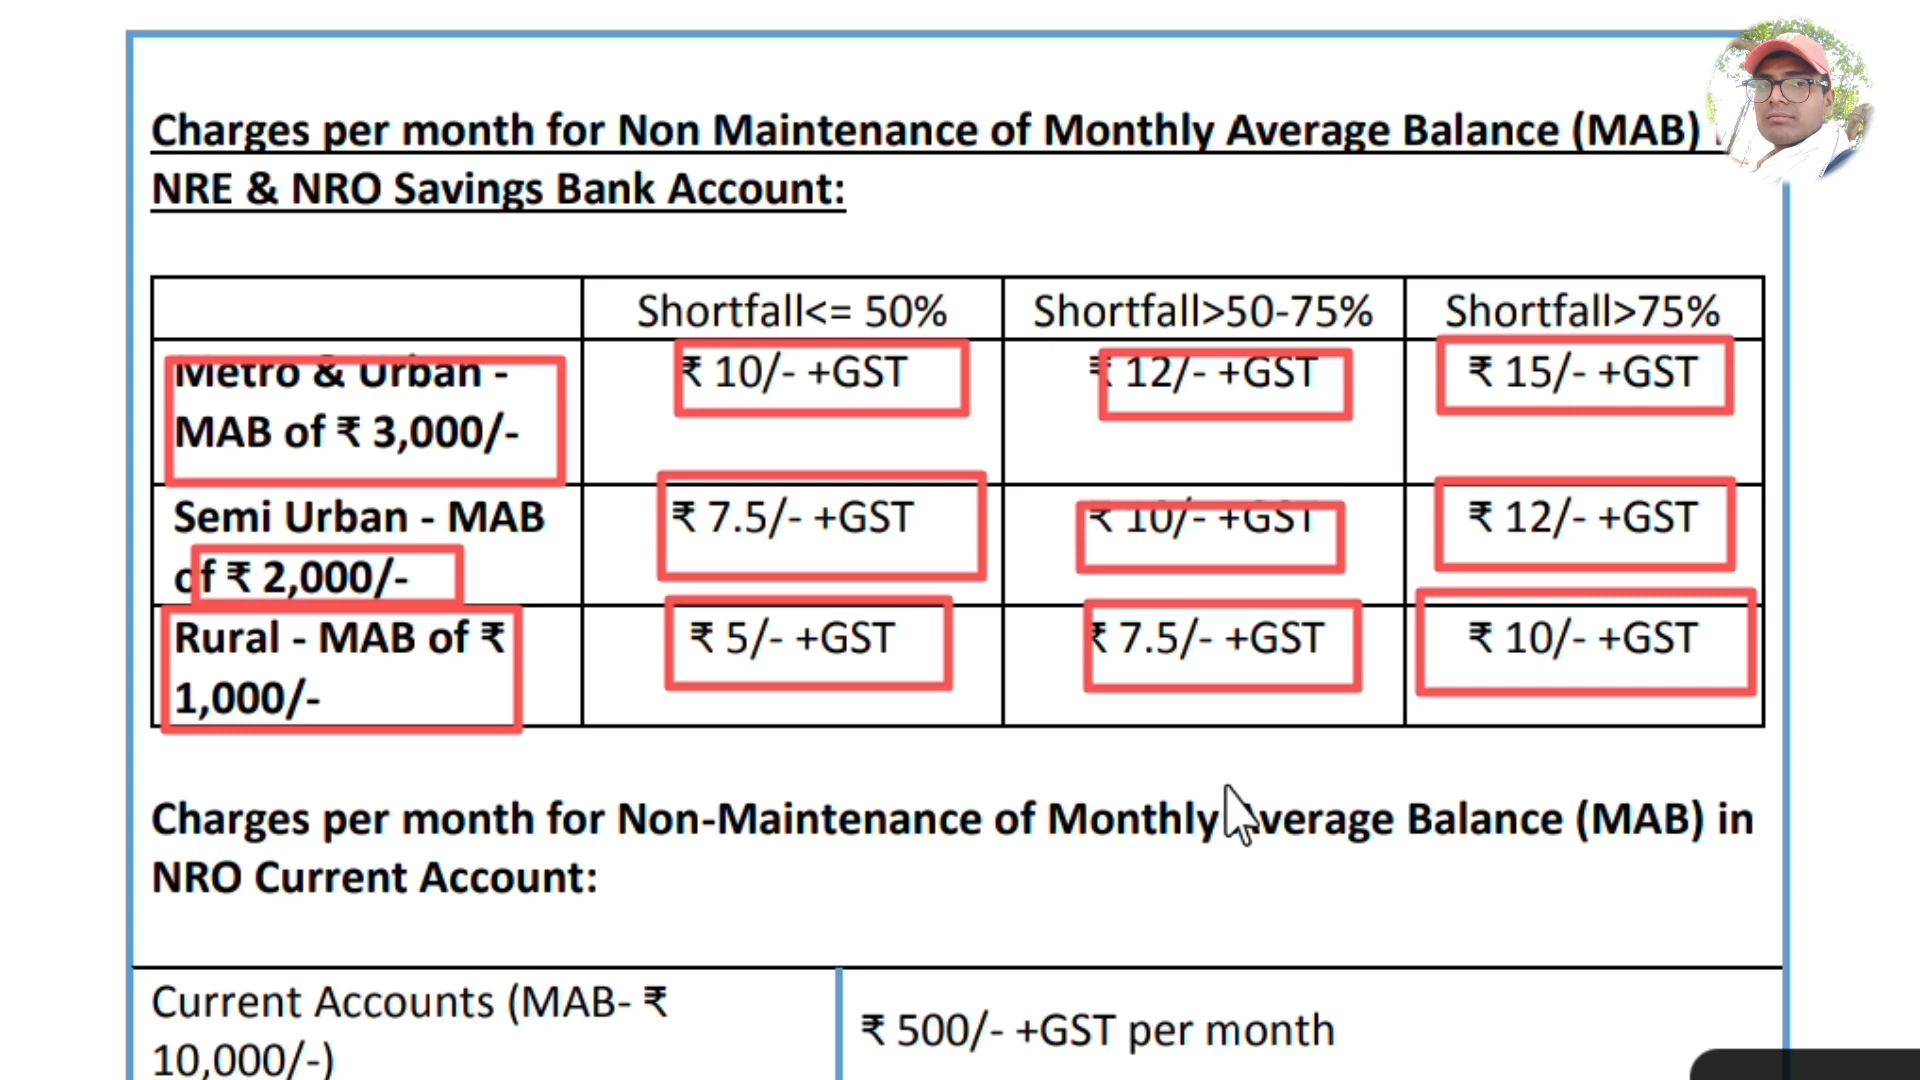 Charges per month for Non Maintenance of Monthly Average Balance (MAB)
NRE & NRO Savings Bank Account:
Shortfall<= 50% Shortfall>50-75% Shortfall>75%
Metro & Urban - ₹ 10/- +GST ₹ 12/- +GST ₹ 15/- +GST
MAB of ₹ 3,000/-
Semi Urban - MAB ₹ 7.5/- +GST ₹ 10/- +GST ₹ 12/- +GST
of ₹ 2,000/-
Rural - MAB of ₹ ₹ 5/- +GST ₹ 7.5/- +GST ₹ 10/- +GST
1,000/-
Charges per month for Non-Maintenance of Monthly Average Balance (MAB) in
NRO Current Account:
Current Accounts (MAB- ₹
₹ 500/- +GST per month
10,000/-)